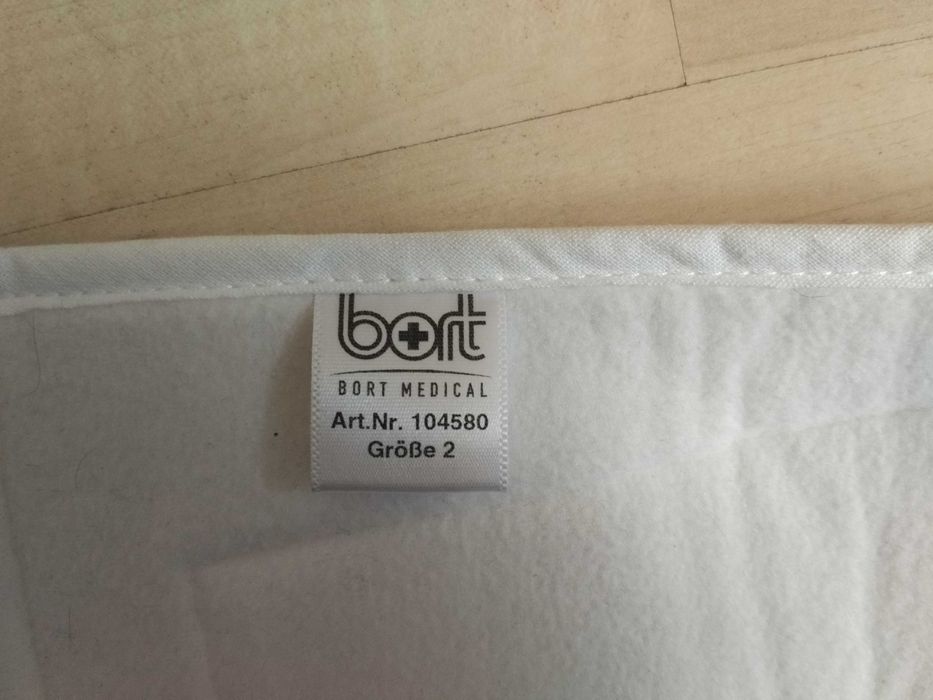 bort
BORT MEDICAL
Art.Nr. 104580
Größe 2